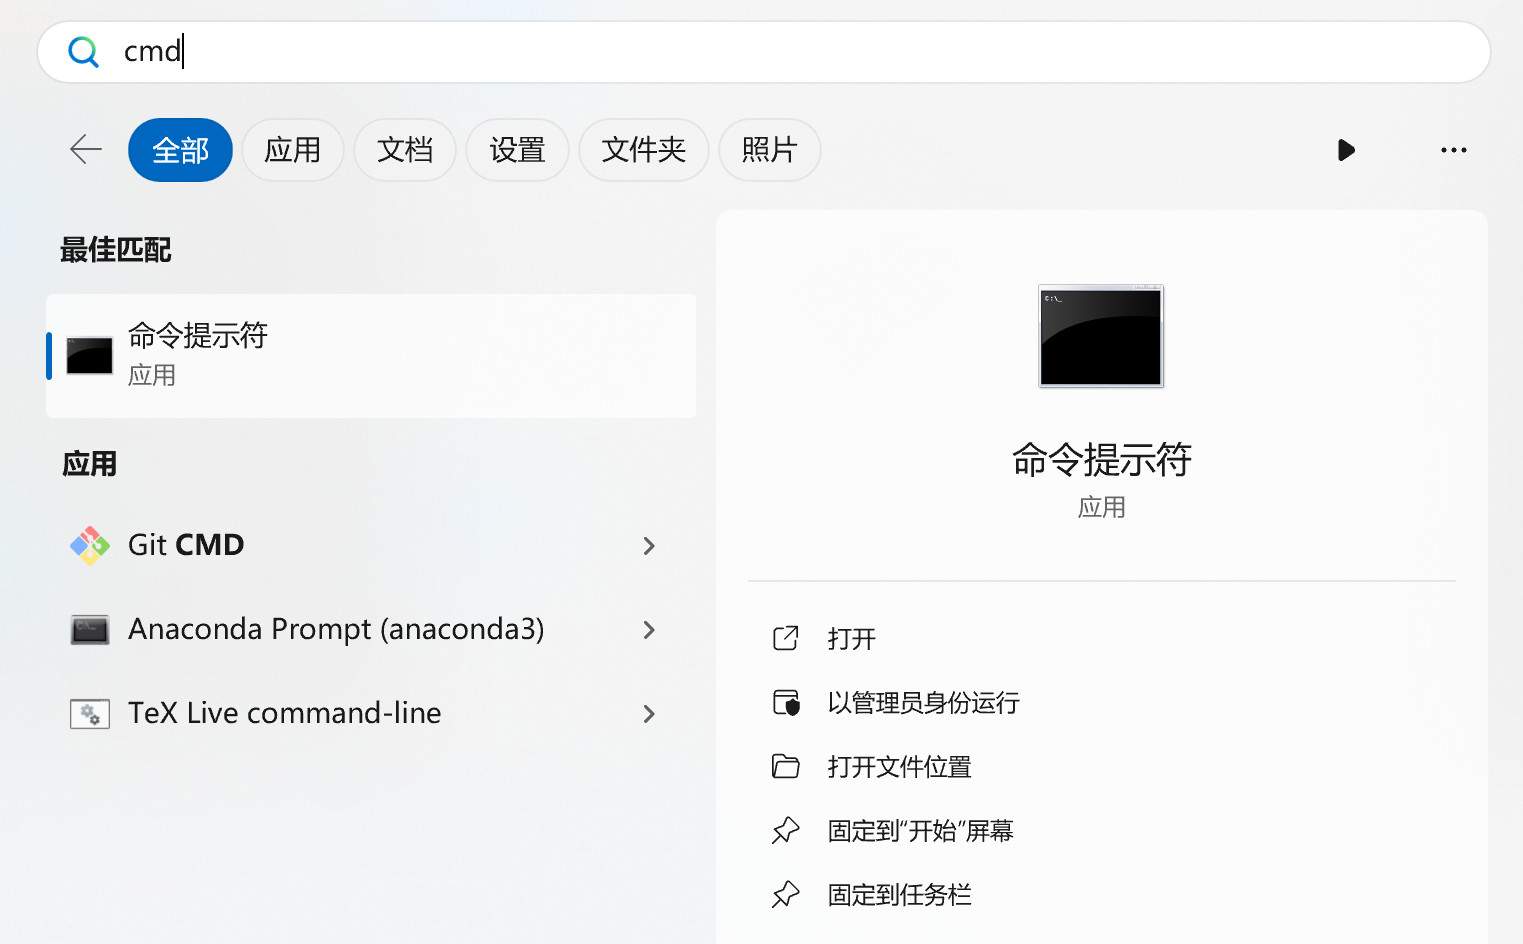 cmd
全部
应用
文档
设置
文件夹
照片
最佳匹配
命令提示符
应用
应用
Git CMD
Anaconda Prompt (anaconda3)
TeX Live command-line
C:\_
命令提示符
应用
打开
以管理员身份运行
打开文件位置
固定到“开始”屏幕
固定到任务栏